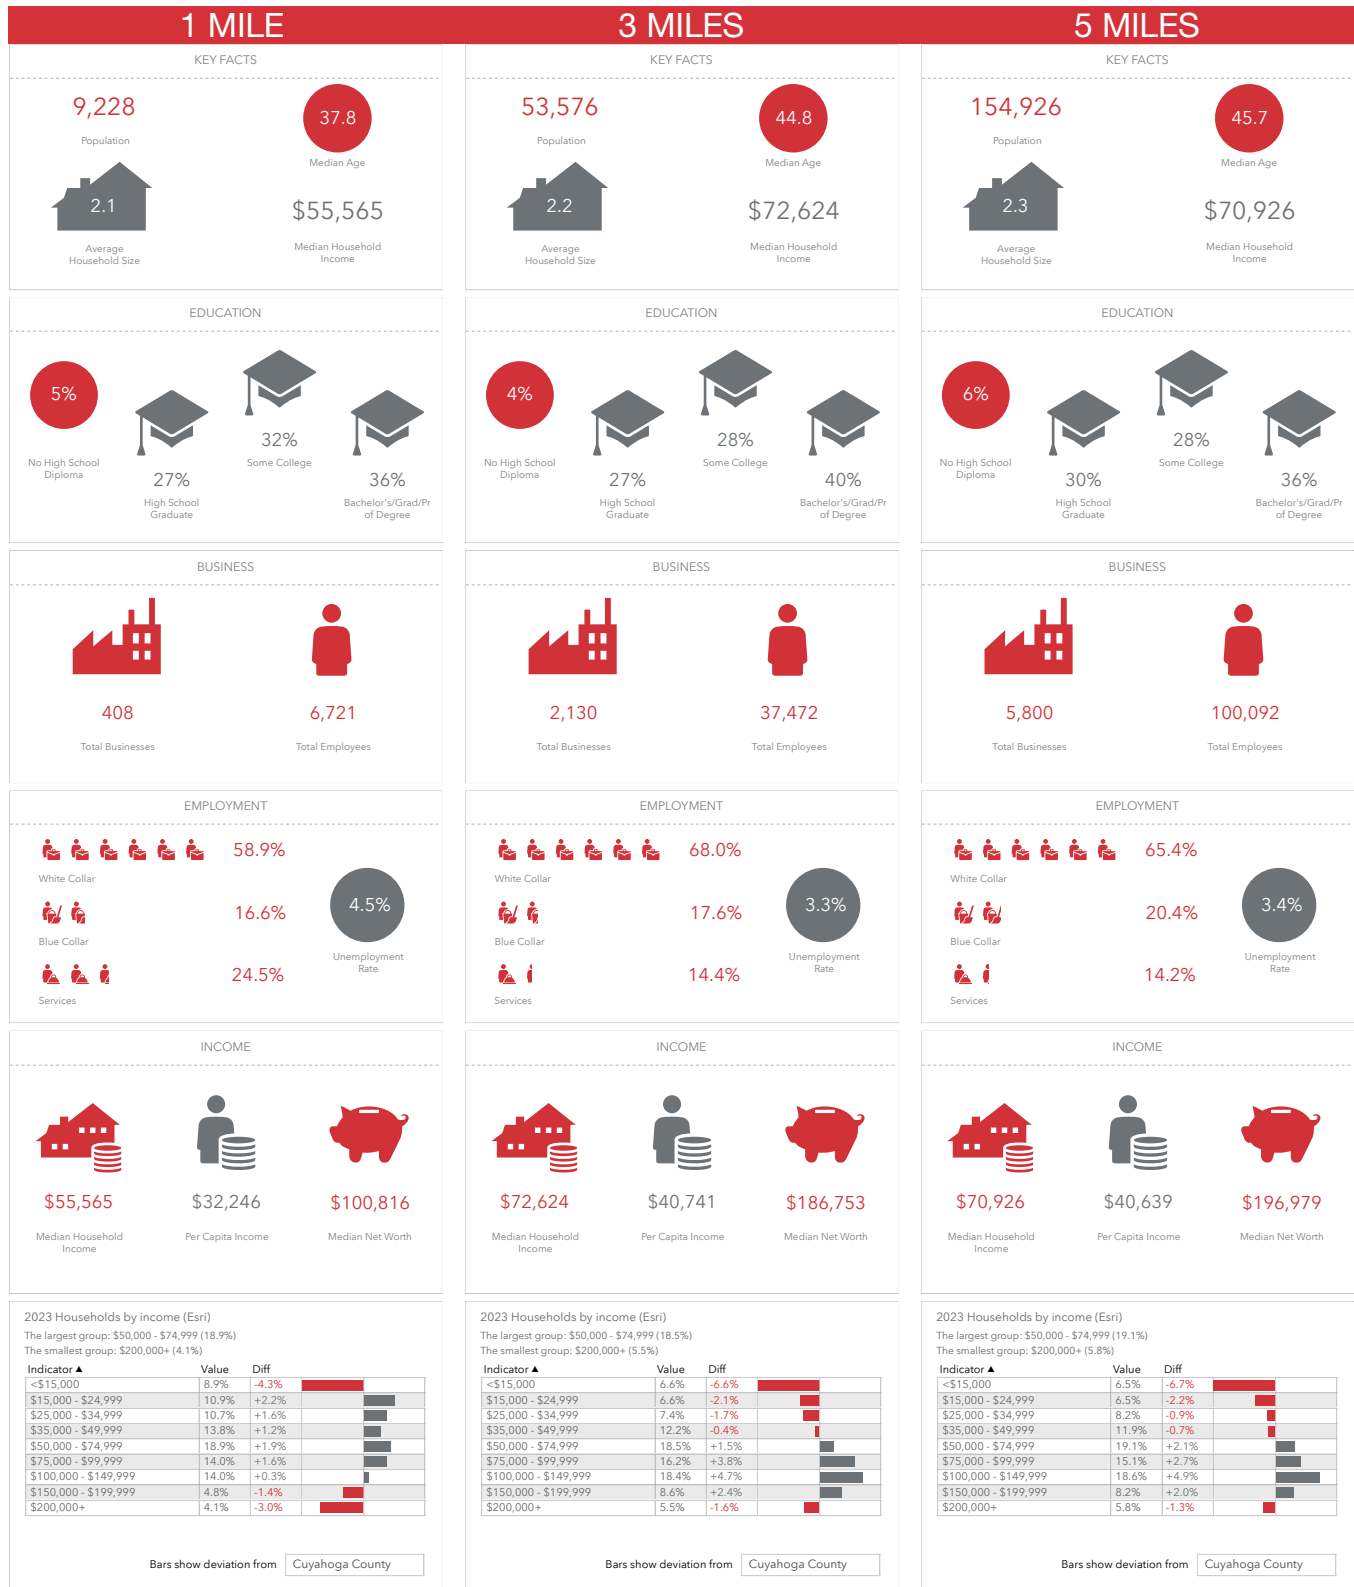 1 MILE
KEY FACTS
9,228
Population
37.8
Median Age
2.1
Average
Household Size
$55,565
Median Household
Income
EDUCATION
5%
No High School
Diploma
27%
High School
Graduate
32%
Some College
36%
Bachelor's/Grad/Pr
of Degree
BUSINESS
408
Total Businesses
6,721
Total Employees
EMPLOYMENT
58.9%
White Collar
16.6%
Blue Collar
24.5%
Services
4.5%
Unemployment
Rate
INCOME
$55,565
Median Household
Income
$32,246
Per Capita Income
$100,816
Median Net Worth
2023 Households by income (Esri)
The largest group: $50,000 - $74,999 (18.9%)
The smallest group: $200,000+ (4.1%)
Indicator ▲ Value Diff
<$15,000 8.9% -4.3%
$15,000 - $24,999 10.9% +2.2%
$25,000 - $34,999 10.7% +1.6%
$35,000 - $49,999 13.8% +1.2%
$50,000 - $74,999 18.9% +1.9%
$75,000 - $99,999 14.0% +1.6%
$100,000 - $149,999 14.0% +0.3%
$150,000 - $199,999 4.8% -1.4%
$200,000+ 4.1% -3.0%
Bars show deviation from Cuyahoga County
3 MILES
KEY FACTS
53,576
Population
44.8
Median Age
2.2
Average
Household Size
$72,624
Median Household
Income
EDUCATION
4%
No High School
Diploma
27%
High School
Graduate
28%
Some College
40%
Bachelor's/Grad/Pr
of Degree
BUSINESS
2,130
Total Businesses
37,472
Total Employees
EMPLOYMENT
68.0%
White Collar
17.6%
Blue Collar
14.4%
Services
3.3%
Unemployment
Rate
INCOME
$72,624
Median Household
Income
$40,741
Per Capita Income
$186,753
Median Net Worth
2023 Households by income (Esri)
The largest group: $50,000 - $74,999 (18.5%)
The smallest group: $200,000+ (5.5%)
Indicator ▲ Value Diff
<$15,000 6.6% -6.6%
$15,000 - $24,999 6.6% -2.1%
$25,000 - $34,999 7.4% -1.7%
$35,000 - $49,999 12.2% -0.4%
$50,000 - $74,999 18.5% +1.5%
$75,000 - $99,999 16.2% +3.8%
$100,000 - $149,999 18.4% +4.7%
$150,000 - $199,999 8.6% +2.4%
$200,000+ 5.5% -1.6%
Bars show deviation from Cuyahoga County
5 MILES
KEY FACTS
154,926
Population
45.7
Median Age
2.3
Average
Household Size
$70,926
Median Household
Income
EDUCATION
6%
No High School
Diploma
30%
High School
Graduate
28%
Some College
36%
Bachelor's/Grad/Pr
of Degree
BUSINESS
5,800
Total Businesses
100,092
Total Employees
EMPLOYMENT
65.4%
White Collar
20.4%
Blue Collar
14.2%
Services
3.4%
Unemployment
Rate
INCOME
$70,926
Median Household
Income
$40,639
Per Capita Income
$196,979
Median Net Worth
2023 Households by income (Esri)
The largest group: $50,000 - $74,999 (19.1%)
The smallest group: $200,000+ (5.8%)
Indicator ▲ Value Diff
<$15,000 6.5% -6.7%
$15,000 - $24,999 6.5% -2.2%
$25,000 - $34,999 8.2% -0.9%
$35,000 - $49,999 11.9% -0.7%
$50,000 - $74,999 19.1% +2.1%
$75,000 - $99,999 15.1% +2.7%
$100,000 - $149,999 18.6% +4.9%
$150,000 - $199,999 8.2% +2.0%
$200,000+ 5.8% -1.3%
Bars show deviation from Cuyahoga County